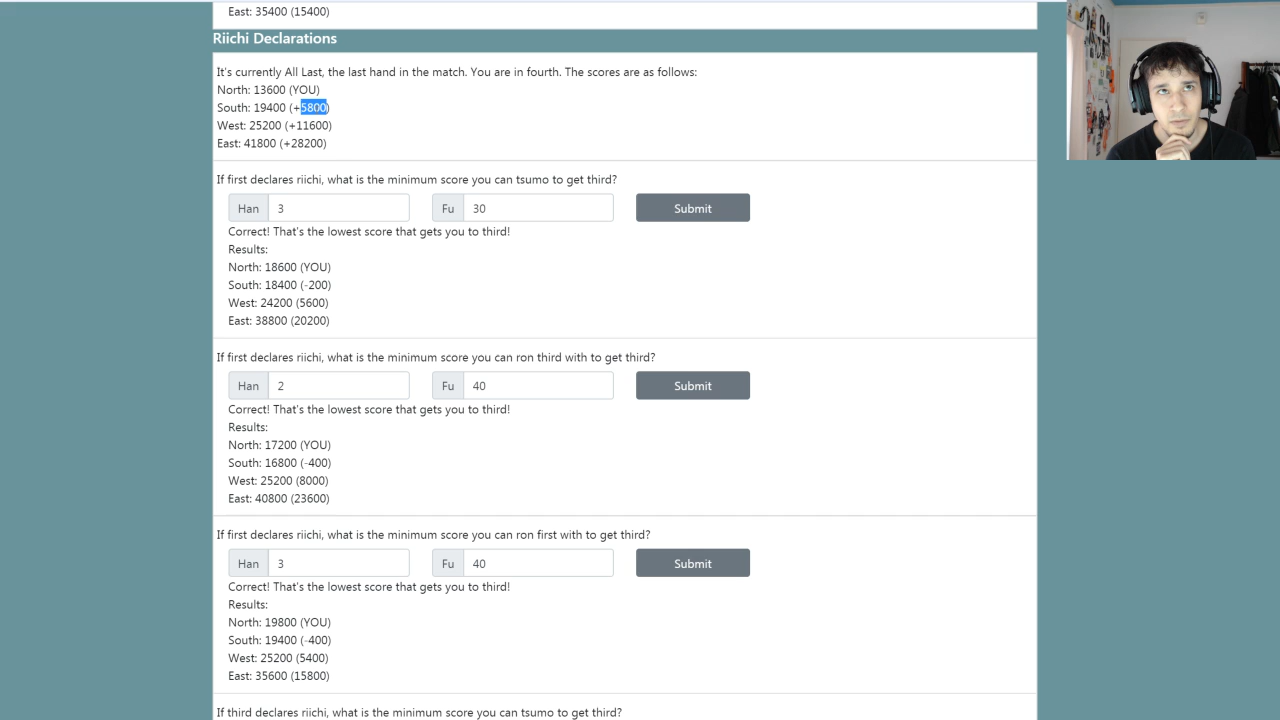 East: 35400 (15400)
Riichi Declarations
It's currently All Last, the last hand in the match. You are in fourth. The scores are as follows:
North: 13600 (YOU)
South: 19400 (+5800)
West: 25200 (+11600)
East: 41800 (+28200)
If first declares riichi, what is the minimum score you can tsumo to get third?
Han 3 Fu 30 Submit
Correct! That's the lowest score that gets you to third!
Results:
North: 18600 (YOU)
South: 18400 (-200)
West: 24200 (5600)
East: 38800 (20200)
If first declares riichi, what is the minimum score you can ron third with to get third?
Han 2 Fu 40 Submit
Correct! That's the lowest score that gets you to third!
Results:
North: 17200 (YOU)
South: 16800 (-400)
West: 25200 (8000)
East: 40800 (23600)
If first declares riichi, what is the minimum score you can ron first with to get third?
Han 3 Fu 40 Submit
Correct! That's the lowest score that gets you to third!
Results:
North: 19800 (YOU)
South: 19400 (-400)
West: 25200 (5400)
East: 35600 (15800)
If third declares riichi, what is the minimum score you can tsumo to get third?